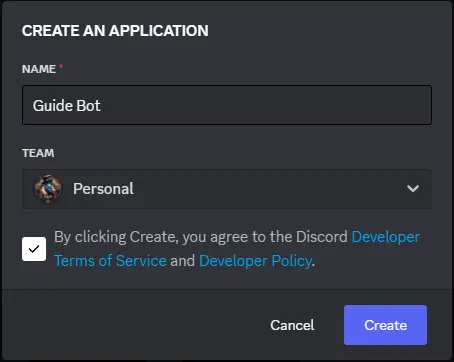 CREATE AN APPLICATION
NAME *
Guide Bot
TEAM
Personal
By clicking Create, you agree to the Discord Developer
Terms of Service and Developer Policy.
Cancel
Create